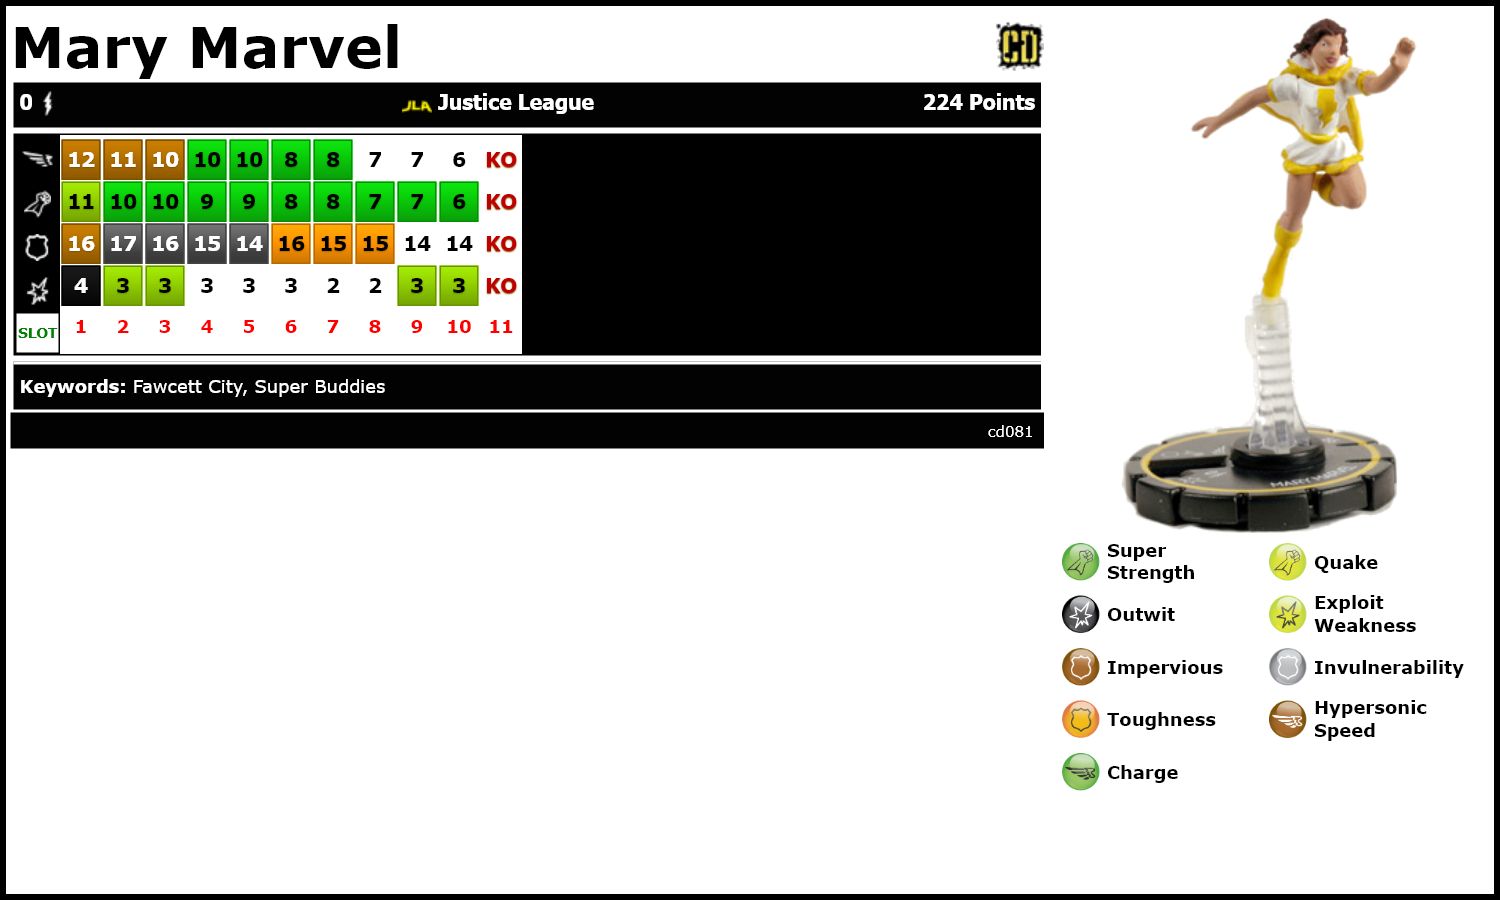 Mary Marvel
CD
0
JLA Justice League
224 Points
12 11 10 10 10 8 8 7 7 6 KO
11 10 10 9 9 8 8 7 7 6 KO
16 17 16 15 14 16 15 15 14 14 KO
4 3 3 3 3 3 2 2 3 3 KO
SLOT 1 2 3 4 5 6 7 8 9 10 11
Keywords: Fawcett City, Super Buddies
cd081
MARY MARVEL
Super
Strength
Quake
Outwit
Exploit
Weakness
Impervious
Invulnerability
Toughness
Hypersonic
Speed
Charge